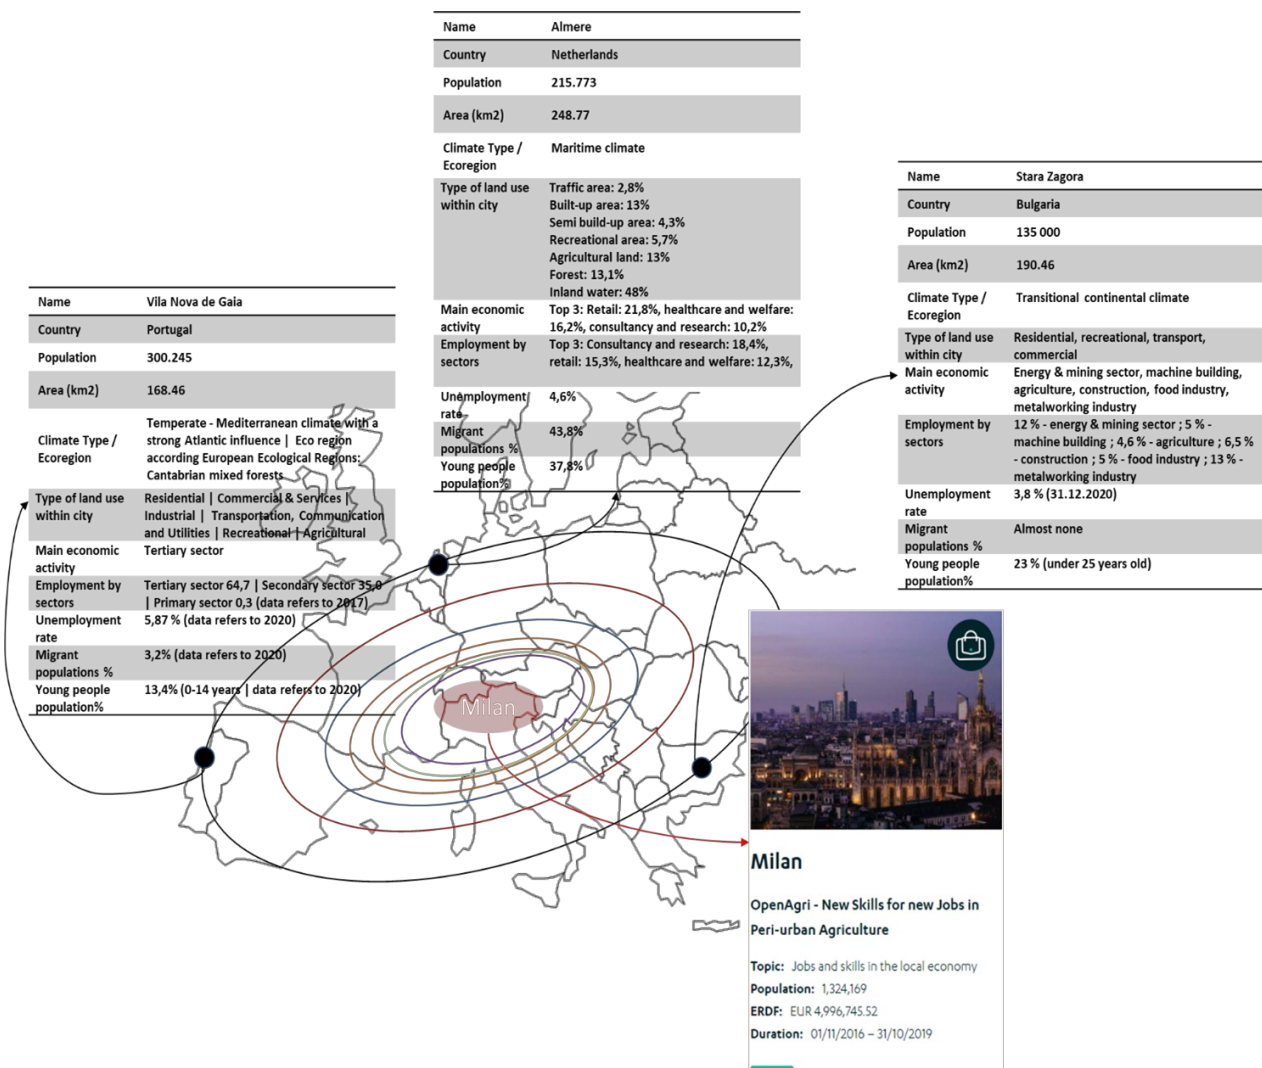 Name Almere
Country Netherlands
Population 215.773
Area (km2) 248.77
Climate Type / Maritime climate
Ecoregion
Type of land use Traffic area: 2,8%
within city Built-up area: 13%
Semi build-up area: 4,3%
Recreational area: 5,7%
Agricultural land: 13%
Forest: 13,1%
Inland water: 48%
Main economic Top 3: Retail: 21,8%, healthcare and welfare:
activity 16,2%, consultancy and research: 10,2%
Employment by Top 3: Consultancy and research: 18,4%,
sectors retail: 15,3%, healthcare and welfare: 12,3%,
Unemployment 4,6%
rate
Migrant 43,8%
populations %
Young people 37,8%
population%
Name Stara Zagora
Country Bulgaria
Population 135 000
Area (km2) 190.46
Climate Type / Transitional continental climate
Ecoregion
Type of land use Residential, recreational, transport,
within city commercial
Main economic Energy & mining sector, machine building,
activity agriculture, construction, food industry,
metalworking industry
Employment by 12 % - energy & mining sector ; 5 % -
sectors machine building ; 4,6 % - agriculture ; 6,5 %
- construction ; 5 % - food industry ; 13 % -
metalworking industry
Unemployment 3,8 % (31.12.2020)
rate
Migrant Almost none
populations %
Young people 23 % (under 25 years old)
population%
Name Vila Nova de Gaia
Country Portugal
Population 300.245
Area (km2) 168.46
Temperate - Mediterranean climate with a
Climate Type / strong Atlantic influence | Eco region
Ecoregion according European Ecological Regions:
Cantabrian mixed forests
Type of land use Residential | Commercial & Services |
within city Industrial | Transportation, Communication
and Utilities | Recreational | Agricultural
Main economic Tertiary sector
activity
Employment by Tertiary sector 64,7 | Secondary sector 35,0
sectors | Primary sector 0,3 (data refers to 2017)
Unemployment 5,87 % (data refers to 2020)
rate
Migrant 3,2% (data refers to 2020)
populations %
Young people 13,4% (0-14 years | data refers to 2020)
population%
Milan
Milan
OpenAgri - New Skills for new Jobs in
Peri-urban Agriculture
Topic: Jobs and skills in the local economy
Population: 1,324,169
ERDF: EUR 4,996,745.52
Duration: 01/11/2016 – 31/10/2019